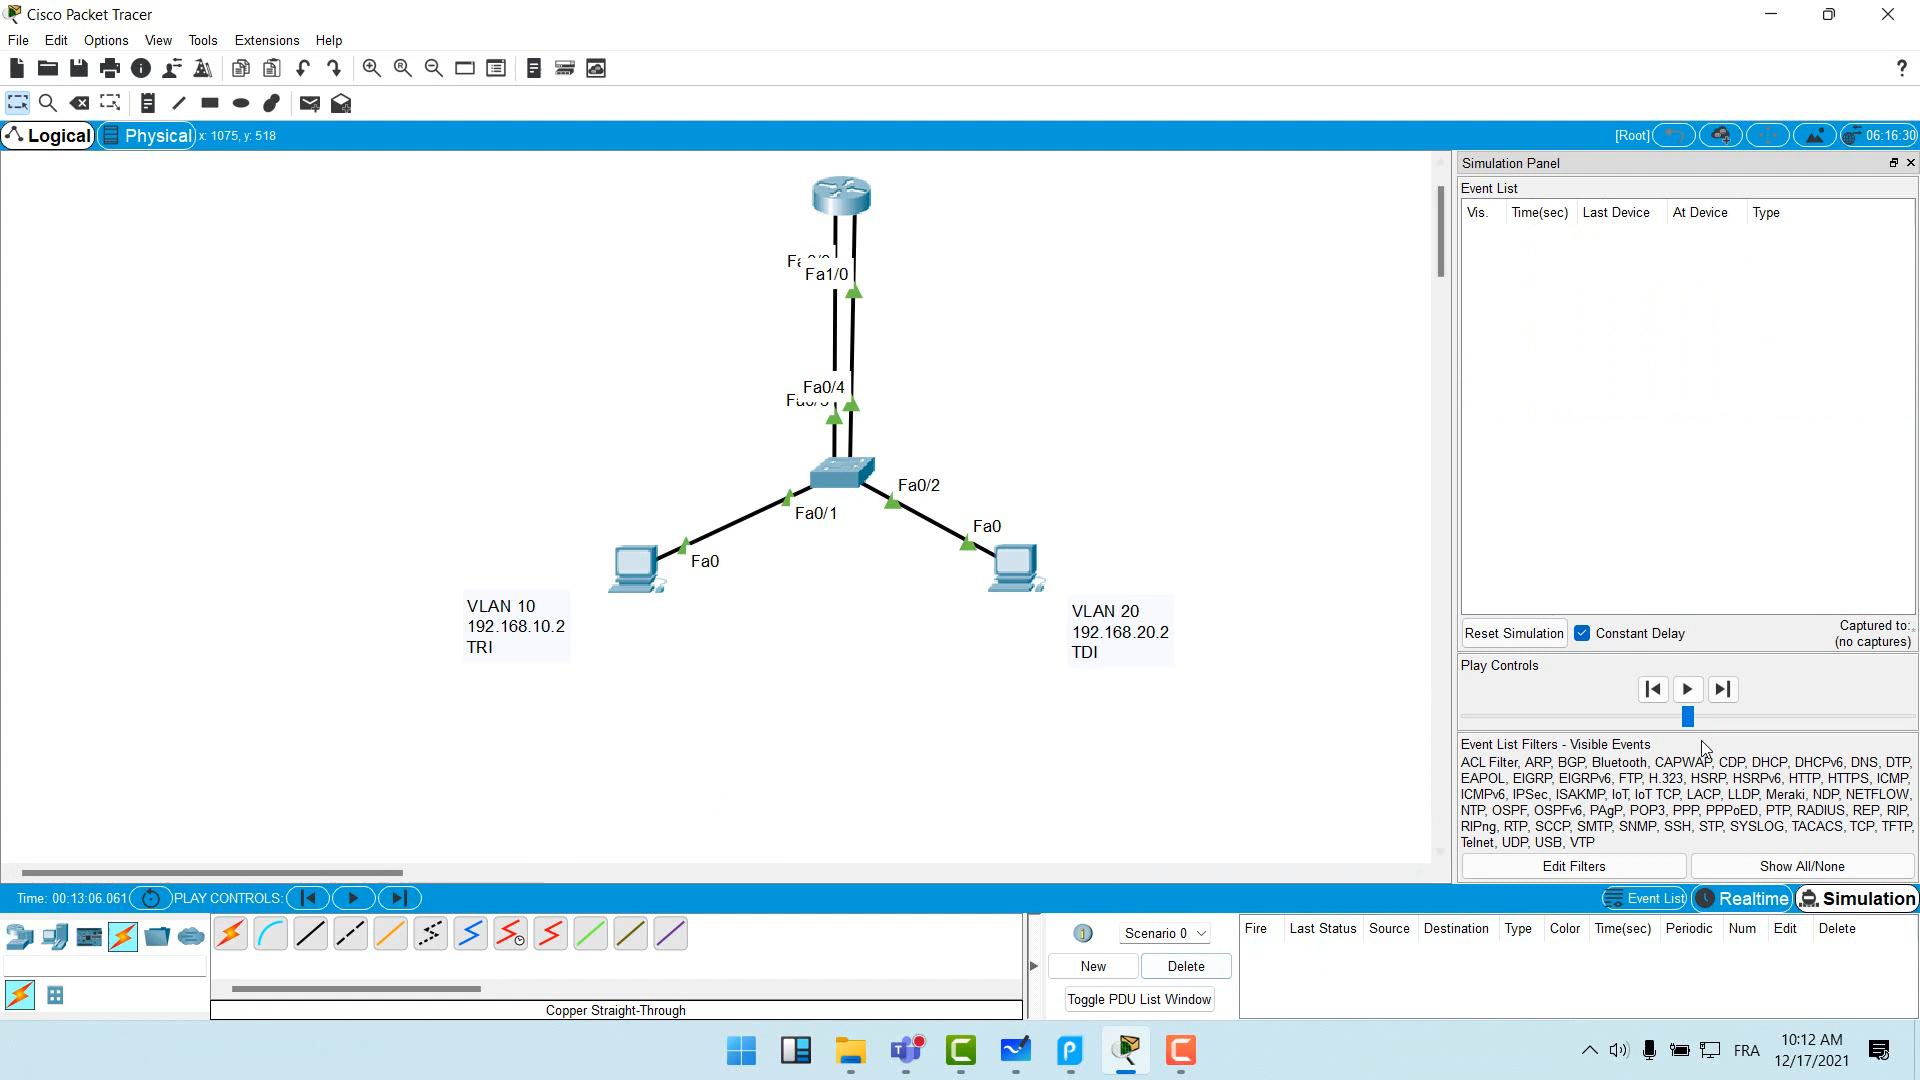 Cisco Packet Tracer
File Edit Options View Tools Extensions Help
Logical Physical x: 1075, y: 518 [Root] 06:16:30
Simulation Panel
Event List
Vis. Time(sec) Last Device At Device Type
Fa1/0
Fa0/4
Fa0/2
Fa0/1
Fa0
Fa0
VLAN 10
192.168.10.2
TRI
VLAN 20
192.168.20.2
TDI
Reset Simulation Constant Delay Captured to:
(no captures)
Play Controls
Event List Filters - Visible Events
ACL Filter, ARP, BGP, Bluetooth, CAPWAP, CDP, DHCP, DHCPv6, DNS, DTP,
EAPOL, EIGRP, EIGRPv6, FTP, H.323, HSRP, HSRPv6, HTTP, HTTPS, ICMP,
ICMPv6, IPSec, ISAKMP, IoT, IoT TCP, LACP, LLDP, Meraki, NDP, NETFLOW,
NTP, OSPF, OSPFv6, PAgP, POP3, PPP, PPPoED, PTP, RADIUS, REP, RIP,
RIPng, RTP, SCCP, SMTP, SNMP, SSH, STP, SYSLOG, TACACS, TCP, TFTP,
Telnet, UDP, USB, VTP
Edit Filters Show All/None
Time: 00:13:06.061 PLAY CONTROLS: Event List Realtime Simulation
Scenario 0
New Delete
Toggle PDU List Window
Fire Last Status Source Destination Type Color Time(sec) Periodic Num Edit Delete
Copper Straight-Through
FRA
10:12 AM
12/17/2021